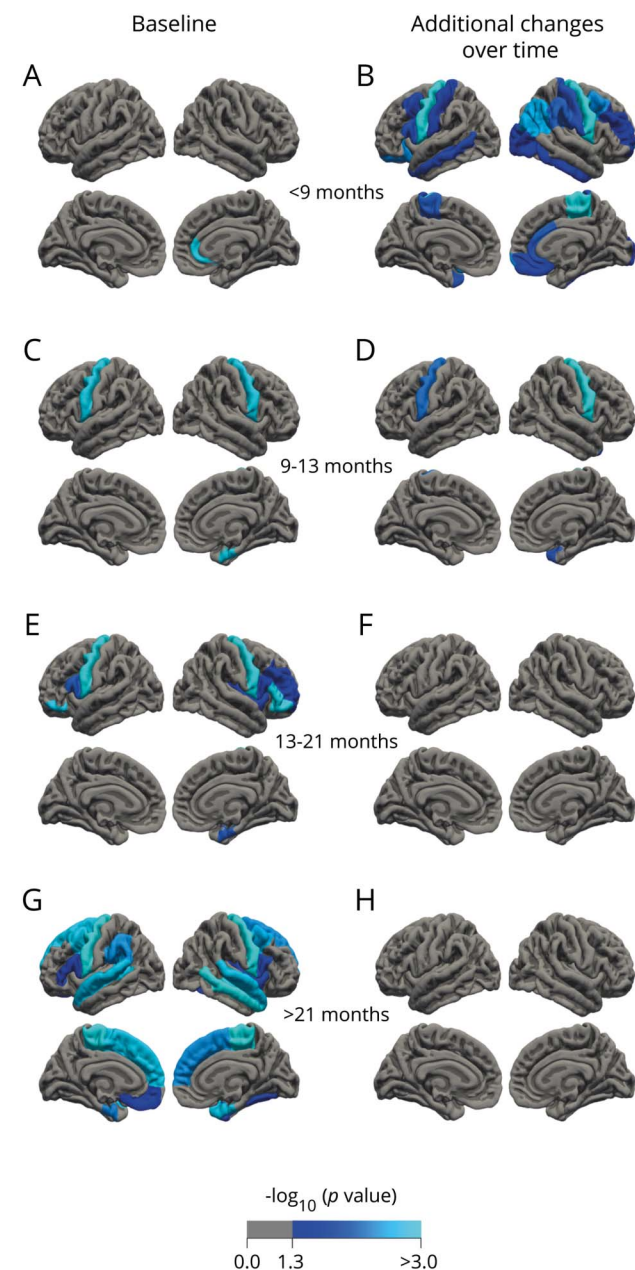 Baseline
Additional changes
over time
A
B
<9 months
C
D
9-13 months
E
F
13-21 months
G
H
>21 months
-log10 (p value)
0.0 1.3 >3.0